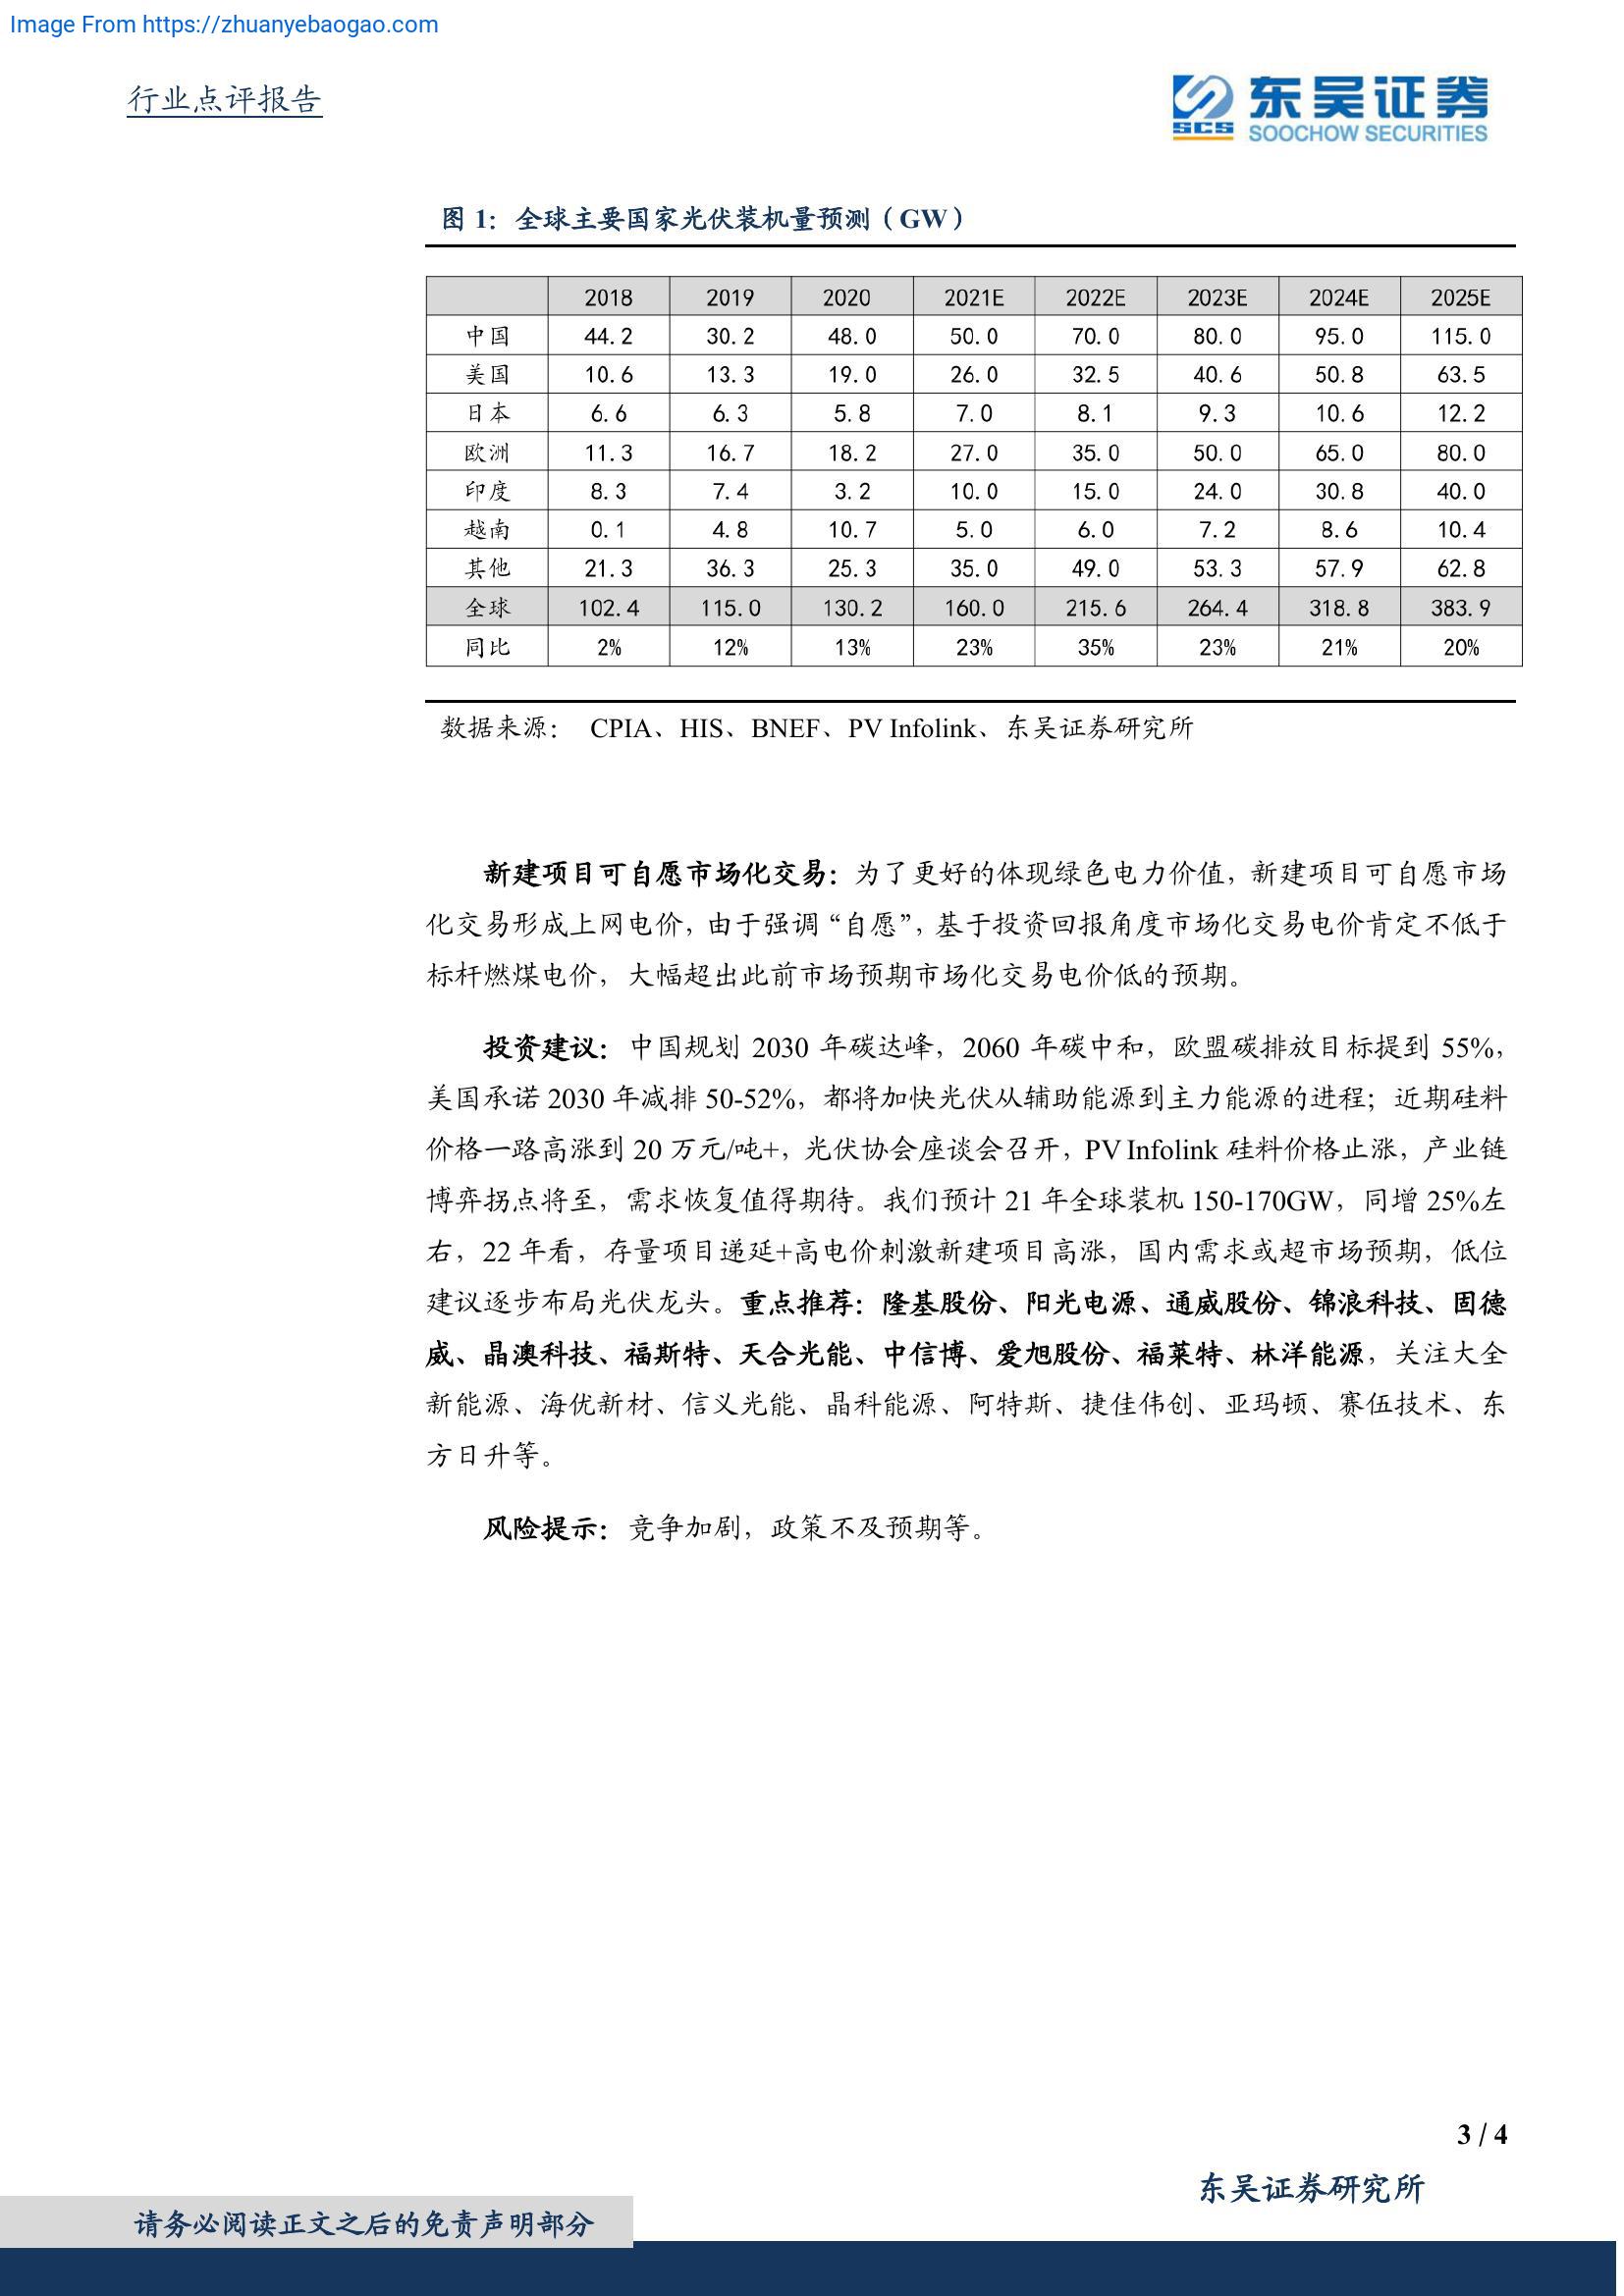 Image From https://zhuanyebaogao.com
行业点评报告
东吴证券
SCS
SOOCHOW SECURITIES
图 1：全球主要国家光伏装机量预测（GW）
2018 2019 2020 2021E 2022E 2023E 2024E 2025E
中国 44.2 30.2 48.0 50.0 70.0 80.0 95.0 115.0
美国 10.6 13.3 19.0 26.0 32.5 40.6 50.8 63.5
日本 6.6 6.3 5.8 7.0 8.1 9.3 10.6 12.2
欧洲 11.3 16.7 18.2 27.0 35.0 50.0 65.0 80.0
印度 8.3 7.4 3.2 10.0 15.0 24.0 30.8 40.0
越南 0.1 4.8 10.7 5.0 6.0 7.2 8.6 10.4
其他 21.3 36.3 25.3 35.0 49.0 53.3 57.9 62.8
全球 102.4 115.0 130.2 160.0 215.6 264.4 318.8 383.9
同比 2% 12% 13% 23% 35% 23% 21% 20%
数据来源： CPIA、HIS、BNEF、PV Infolink、东吴证券研究所
新建项目可自愿市场化交易：为了更好的体现绿色电力价值，新建项目可自愿市场
化交易形成上网电价，由于强调“自愿”，基于投资回报角度市场化交易电价肯定不低于
标杆燃煤电价，大幅超出此前市场预期市场化交易电价低的预期。
投资建议：中国规划 2030 年碳达峰，2060 年碳中和，欧盟碳排放目标提到 55%，
美国承诺 2030 年减排 50-52%，都将加快光伏从辅助能源到主力能源的进程；近期硅料
价格一路高涨到 20 万元/吨+，光伏协会座谈会召开，PV Infolink 硅料价格止涨，产业链
博弈拐点将至，需求恢复值得期待。我们预计 21 年全球装机 150-170GW，同增 25%左
右，22 年看，存量项目递延+高电价刺激新建项目高涨，国内需求或超市场预期，低位
建议逐步布局光伏龙头。重点推荐：隆基股份、阳光电源、通威股份、锦浪科技、固德
威、晶澳科技、福斯特、天合光能、中信博、爱旭股份、福莱特、林洋能源，关注大全
新能源、海优新材、信义光能、晶科能源、阿特斯、捷佳伟创、亚玛顿、赛伍技术、东
方日升等。
风险提示：竞争加剧，政策不及预期等。
3 / 4
东吴证券研究所
请务必阅读正文之后的免责声明部分